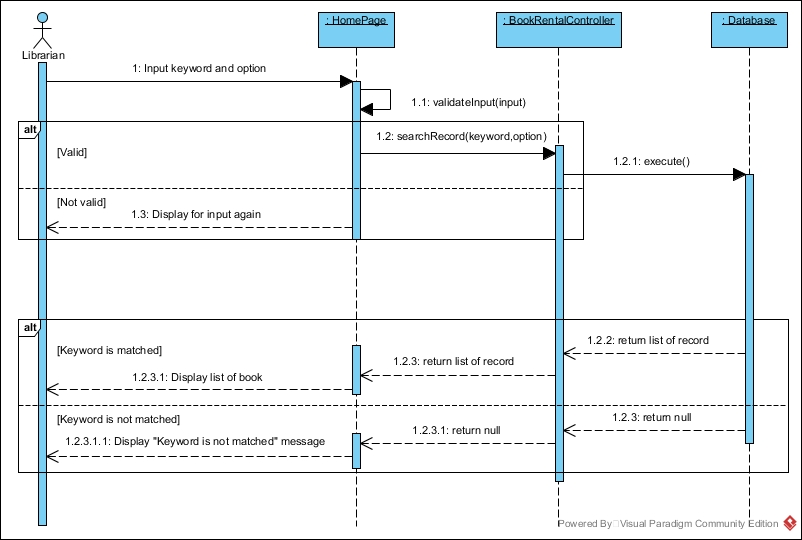 : HomePage
: BookRentalController
: Database
Librarian
1: Input keyword and option
1.1: validateInput(input)
alt
1.2: searchRecord(keyword,option)
[Valid]
1.2.1: execute()
[Not valid]
1.3: Display for input again
alt
1.2.2: return list of record
[Keyword is matched]
1.2.3: return list of record
1.2.3.1: Display list of book
[Keyword is not matched]
1.2.3: return null
1.2.3.1: return null
1.2.3.1.1: Display "Keyword is not matched" message
Powered By Visual Paradigm Community Edition